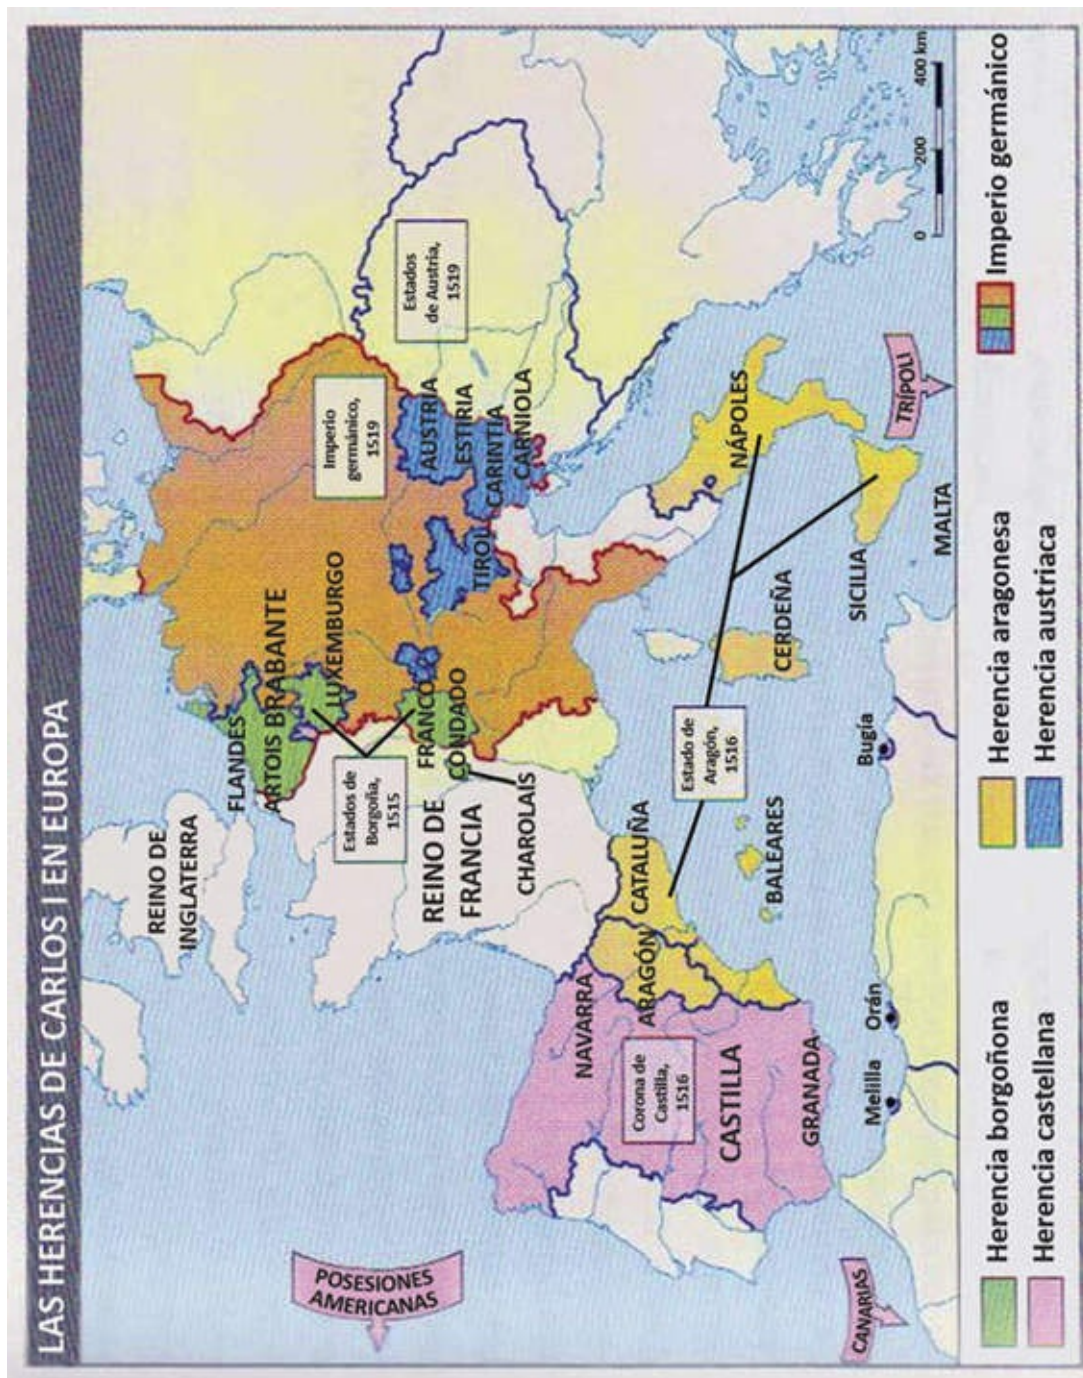 LAS HERENCIAS DE CARLOS I EN EUROPA
REINO DE
INGLATERRA
POSESIONES
AMERICANAS
FLANDES
ARTOIS
BRABANTE
LUXEMBURGO
Imperio
germánico,
1519
Estados
de Austria,
1519
Estados de
Borgoña,
1515
FRANCO
CONDADO
AUSTRIA
ESTIRIA
CARINTIA
CARNIOLA
TIROL
REINO DE
FRANCIA
CHAROLAIS
NAVARRA
ARAGÓN
CATALUÑA
Corona de
Castilla,
1516
Estado de
Aragón,
1516
CASTILLA
GRANADA
BALEARES
CERDEÑA
NÁPOLES
SICILIA
MALTA
TRÍPOLI
CANARIAS
Melilla
Orán
Bugía
0 200 400 km
Herencia borgoñona
Herencia aragonesa
Imperio germánico
Herencia castellana
Herencia austriaca